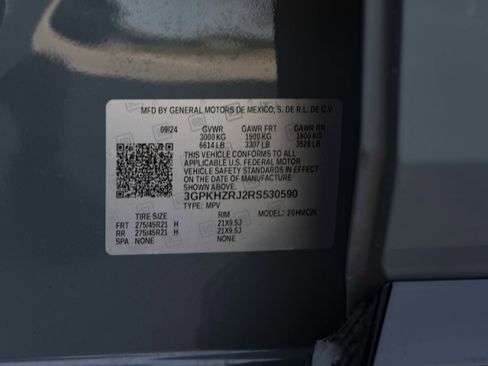 MFD BY GENERAL MOTORS DE MEXICO, S. DE R.L. DE C.V.
09/24 GVWR GAWR FRT GAWR RR
3000 KG 1500 KG 1600 KG
6614 LB 3307 LB 3528 LB
THIS VEHICLE CONFORMS TO ALL
APPLICABLE U.S. FEDERAL MOTOR
VEHICLE SAFETY STANDARDS IN EFFECT
ON THE DATE OF MANUFACTURE
SHOWN ABOVE.
3GPKHZRJ2RS530590
TYPE: MPV MODEL: 20HMC26
TIRE SIZE RIM
FRT 275/45R21 H 21X9.5J
RR 275/45R21 H 21X9.5J
SPA NONE NONE